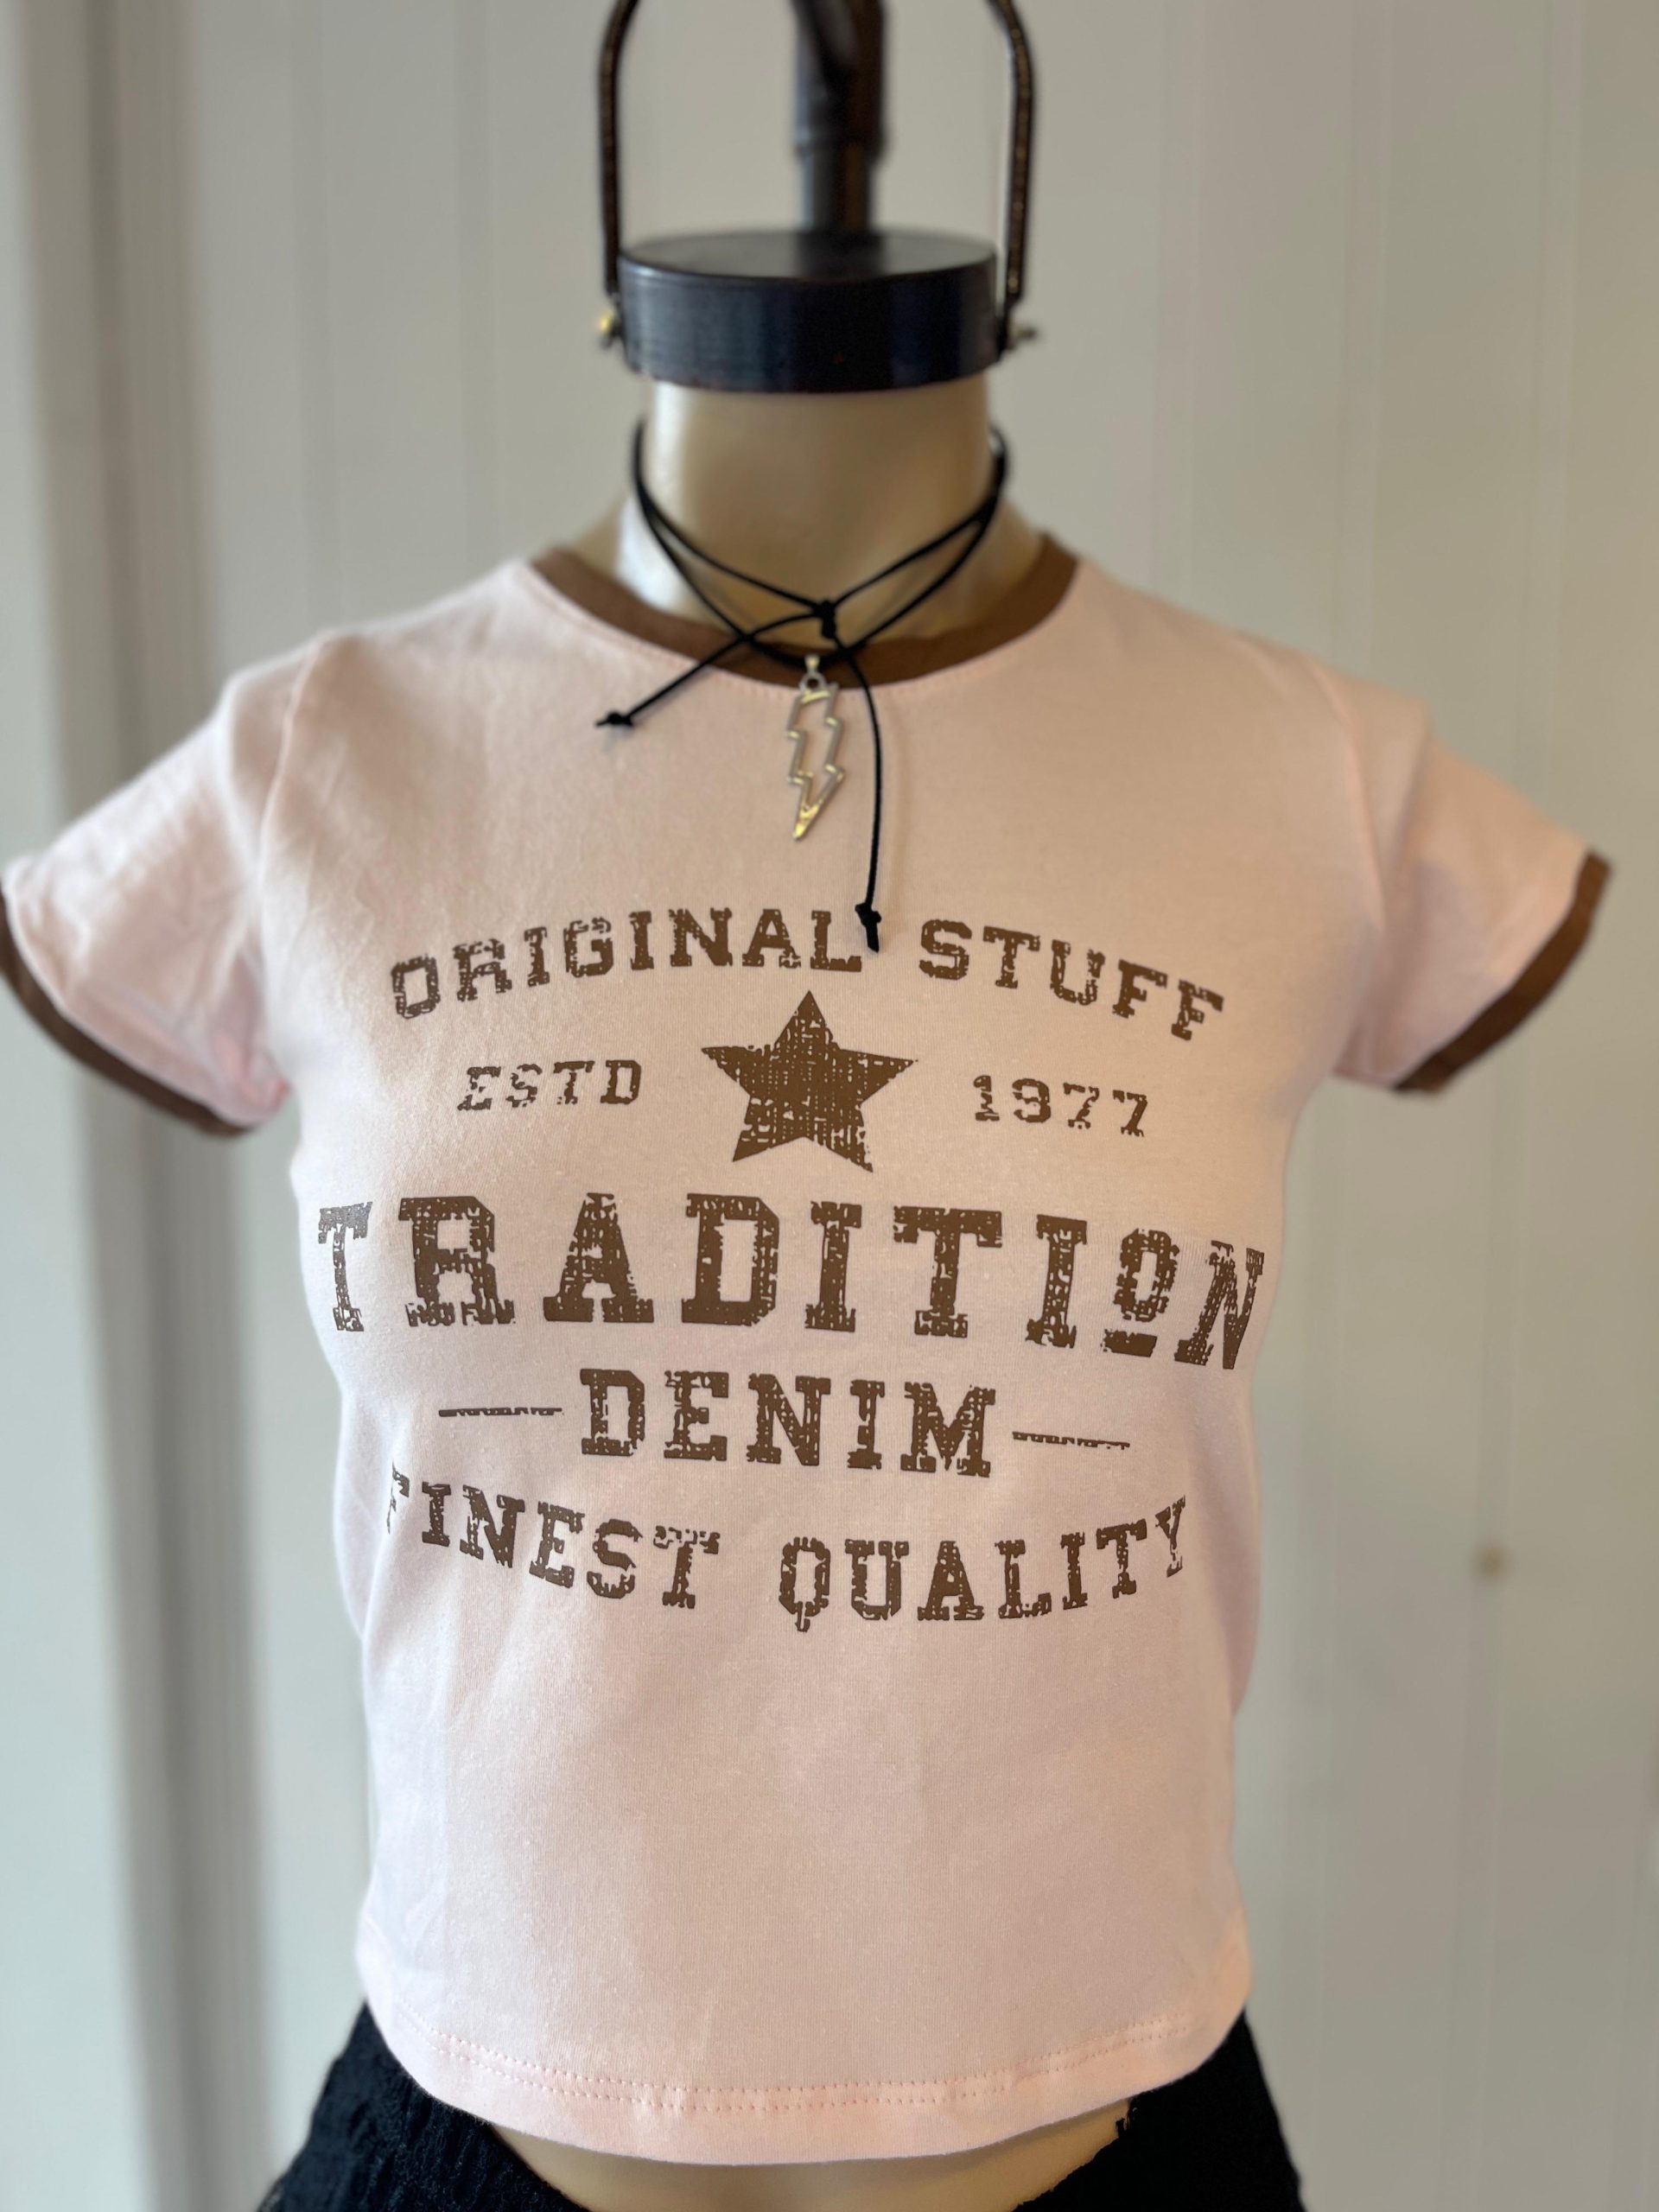 ORIGINAL STUFF
ESTD 1977
TRADITION
DENIM
FINEST QUALITY